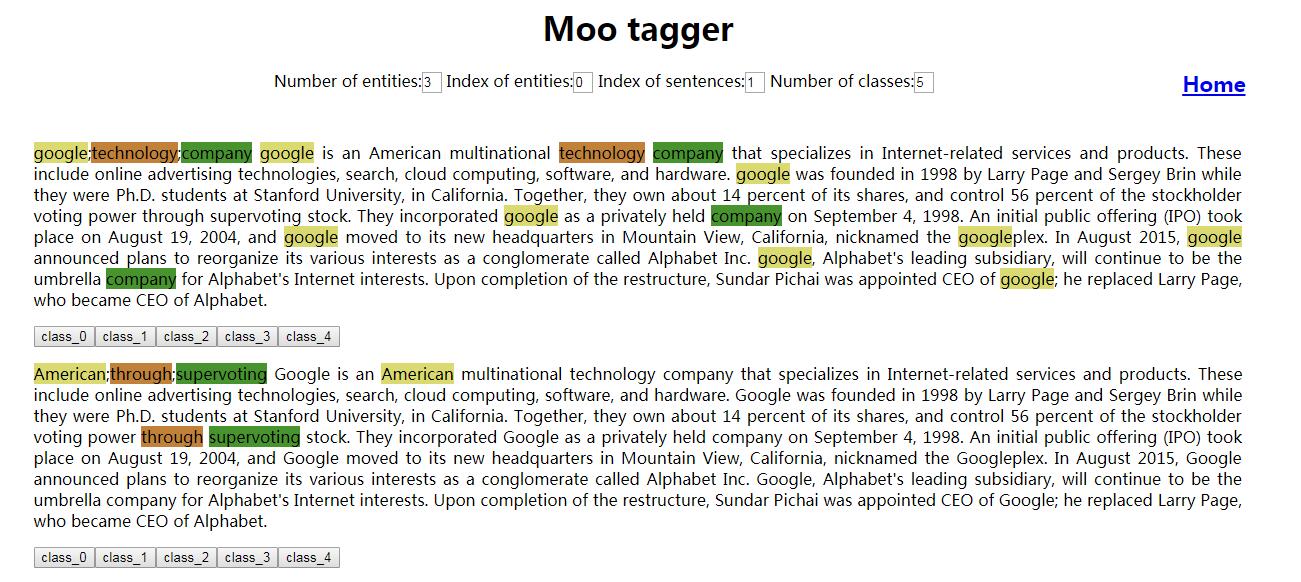 Moo tagger
Number of entities:3 Index of entities:0 Index of sentences:1 Number of classes:5
Home
google;technology;company google is an American multinational technology company that specializes in Internet-related services and products. These
include online advertising technologies, search, cloud computing, software, and hardware. google was founded in 1998 by Larry Page and Sergey Brin while
they were Ph.D. students at Stanford University, in California. Together, they own about 14 percent of its shares, and control 56 percent of the stockholder
voting power through supervoting stock. They incorporated google as a privately held company on September 4, 1998. An initial public offering (IPO) took
place on August 19, 2004, and google moved to its new headquarters in Mountain View, California, nicknamed the googleplex. In August 2015, google
announced plans to reorganize its various interests as a conglomerate called Alphabet Inc. google, Alphabet's leading subsidiary, will continue to be the
umbrella company for Alphabet's Internet interests. Upon completion of the restructure, Sundar Pichai was appointed CEO of google; he replaced Larry Page,
who became CEO of Alphabet.
class_0 class_1 class_2 class_3 class_4
American;through;supervoting Google is an American multinational technology company that specializes in Internet-related services and products. These
include online advertising technologies, search, cloud computing, software, and hardware. Google was founded in 1998 by Larry Page and Sergey Brin while
they were Ph.D. students at Stanford University, in California. Together, they own about 14 percent of its shares, and control 56 percent of the stockholder
voting power through supervoting stock. They incorporated Google as a privately held company on September 4, 1998. An initial public offering (IPO) took
place on August 19, 2004, and Google moved to its new headquarters in Mountain View, California, nicknamed the Googleplex. In August 2015, Google
announced plans to reorganize its various interests as a conglomerate called Alphabet Inc. Google, Alphabet's leading subsidiary, will continue to be the
umbrella company for Alphabet's Internet interests. Upon completion of the restructure, Sundar Pichai was appointed CEO of Google; he replaced Larry Page,
who became CEO of Alphabet.
class_0 class_1 class_2 class_3 class_4